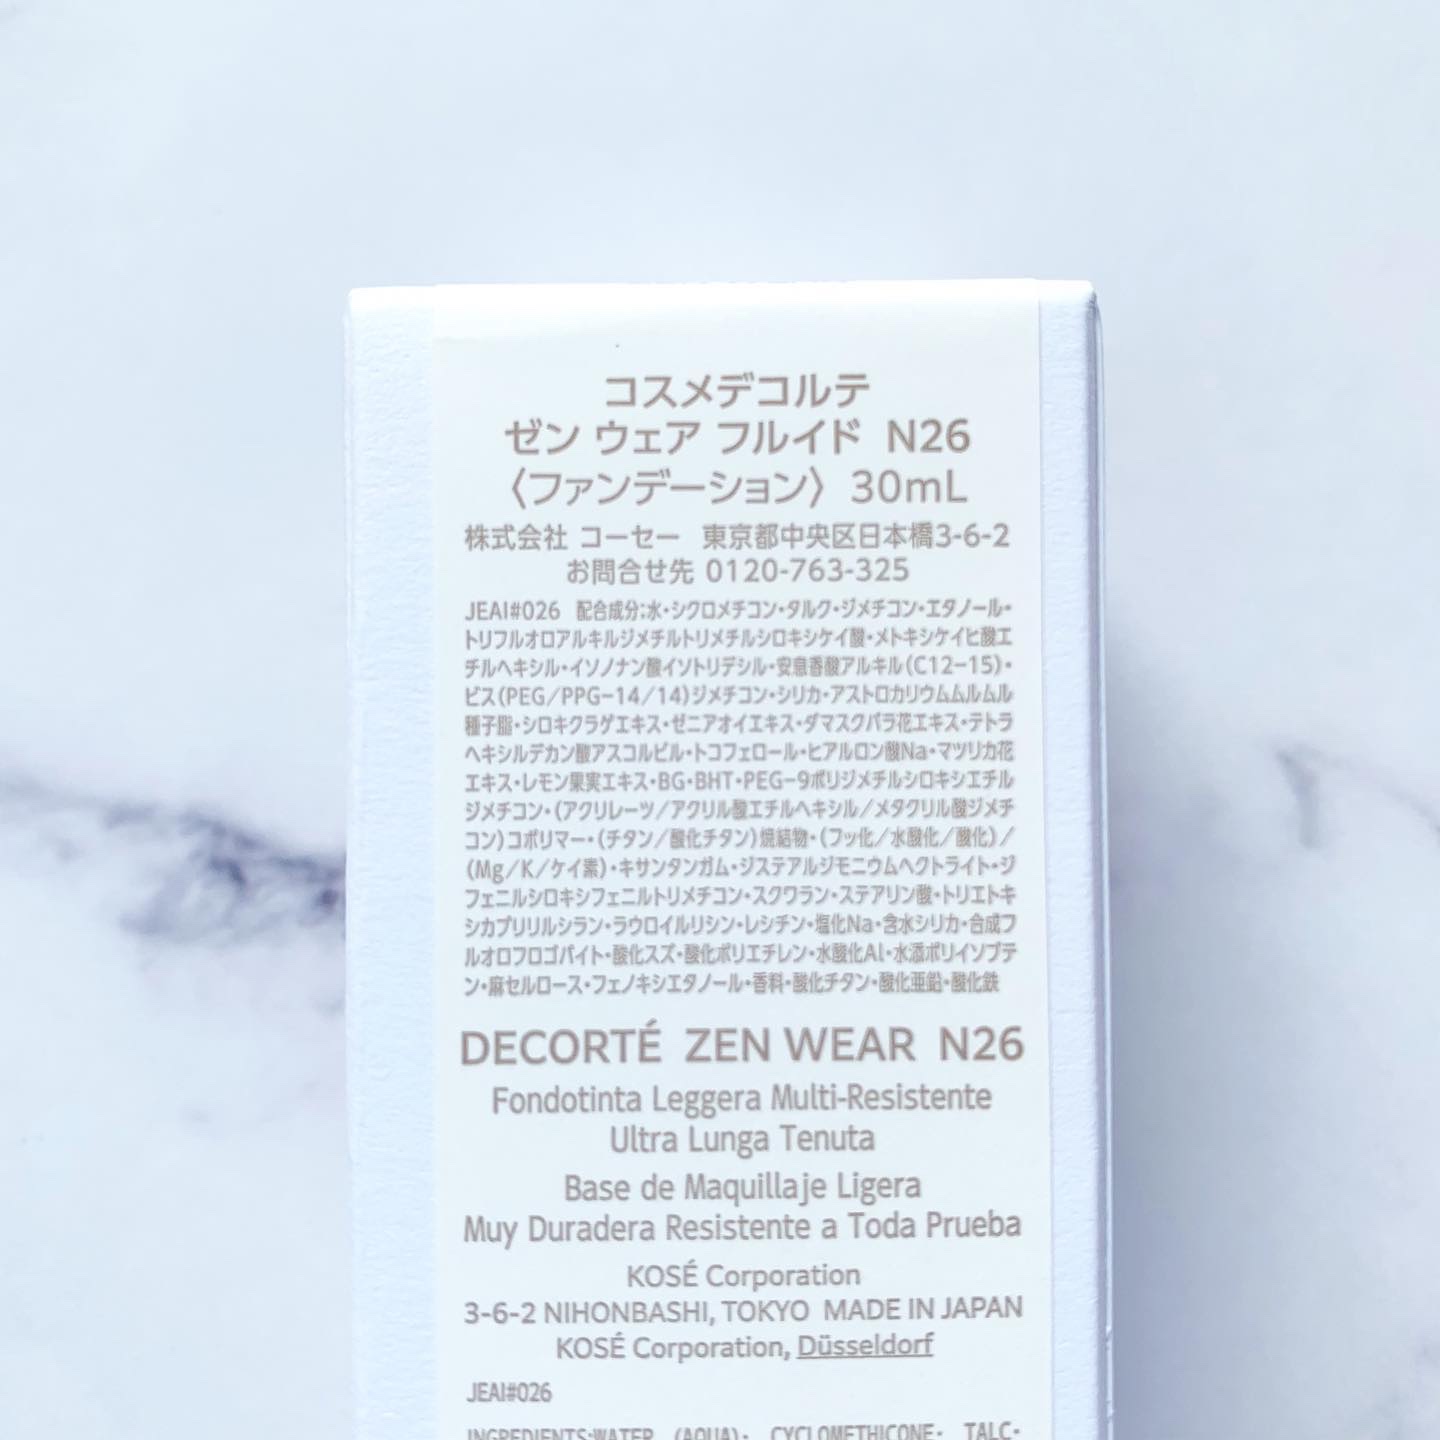 コスメデコルテ
ゼン ウェア フルイド N26
〈ファンデーション〉 30mL
株式会社 コーセー 東京都中央区日本橋3-6-2
お問合せ先 0120-763-325
JEAI#026 配合成分:水・シクロメチコン・タルク・ジメチコン・エタノール・
トリフルオロアルキルジメチルトリメチルシロキシケイ酸・メトキシケイヒ酸エ
チルヘキシル・イソノナン酸イソトリデシル・安息香酸アルキル(C12-15)・
ビス(PEG/PPG-14/14)ジメチコン・シリカ・アストロカリウムムルムル
種子脂・シロキクラゲエキス・ゼニアオイエキス・ダマスクバラ花エキス・テトラ
ヘキシルデカン酸アスコルビル・トコフェロール・ヒアルロン酸Na・マツリカ花
エキス・レモン果実エキス・BG・BHT・PEG-9ポリジメチルシロキシエチル
ジメチコン・(アクリレーツ/アクリル酸エチルヘキシル/メタクリル酸ジメチ
コン)コポリマー・(チタン/酸化チタン)焼結物・(フッ化/水酸化/酸化)/
(Mg/K/ケイ素)・キサンタンガム・ジステアルジモニウムヘクトライト・ジ
フェニルシロキシフェニルトリメチコン・スクワラン・ステアリン酸・トリエトキ
シカプリリルシラン・ラウロイルリシン・レシチン・塩化Na・含水シリカ・合成フ
ルオロフロゴパイト・酸化スズ・酸化ポリエチレン・水酸化Al・水添ポリイソブテ
ン・麻セルロース・フェノキシエタノール・香料・酸化チタン・酸化亜鉛・酸化鉄
DECORTÉ ZEN WEAR N26
Fondotinta Leggera Multi-Resistente
Ultra Lunga Tenuta
Base de Maquillaje Ligera
Muy Duradera Resistente a Toda Prueba
KOSÉ Corporation
3-6-2 NIHONBASHI, TOKYO MADE IN JAPAN
KOSÉ Corporation, Düsseldorf
JEAI#026
INGREDIENTS:WATER (AQUA)・ CYCLOMETHICONE・ TALC・